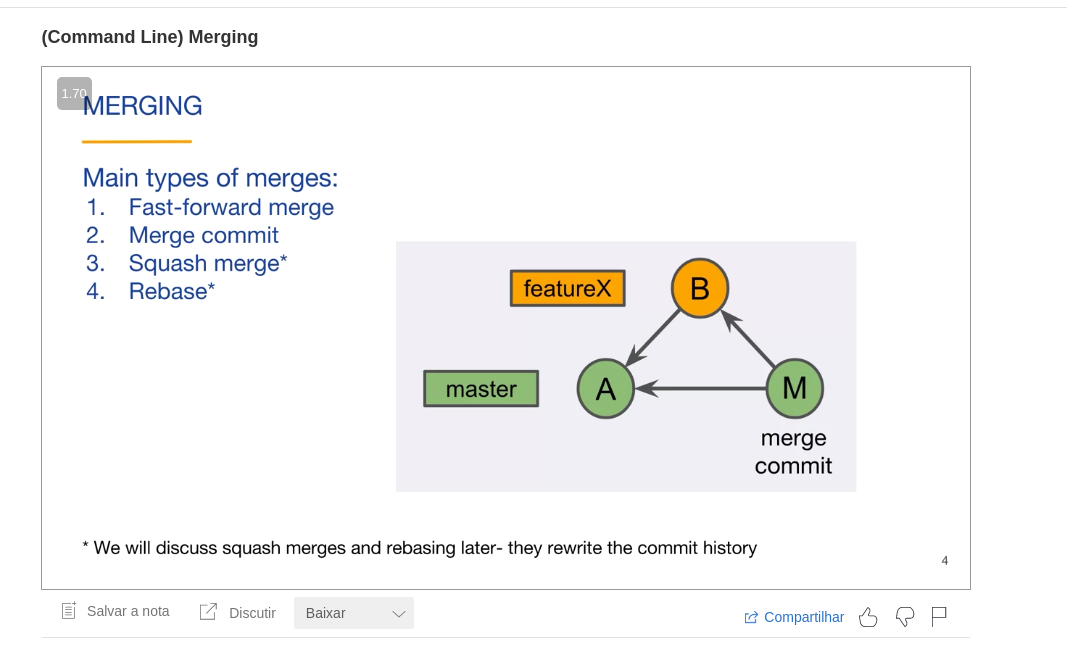 (Command Line) Merging
1.70
MERGING
Main types of merges:
1. Fast-forward merge
2. Merge commit
3. Squash merge*
4. Rebase*
featureX
B
master
A
M
merge
commit
* We will discuss squash merges and rebasing later- they rewrite the commit history
4
Salvar a nota
Discutir
Baixar
Compartilhar